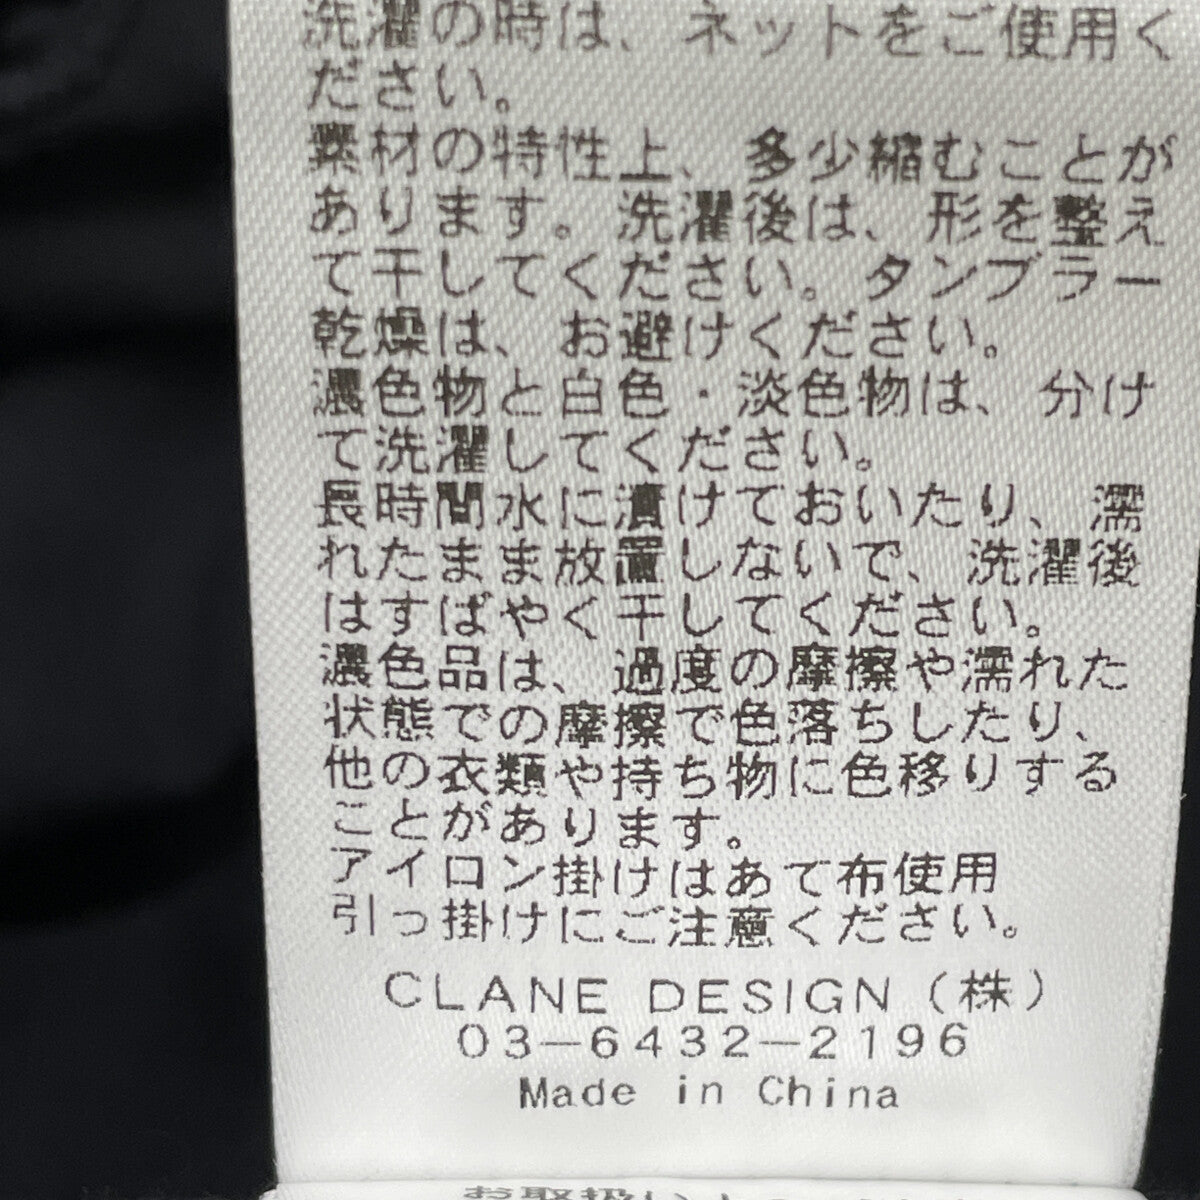 洗濯の時は、ネットをご使用く
ださい。
素材の特性上、多少縮むことが
あります。洗濯後は、形を整え
て干してください。タンブラー
乾燥は、お避けください。
濃色物と白色・淡色物は、分け
て洗濯してください。
長時間水に漬けておいたり、濡
れたまま放置しないで、洗濯後
はすばやく干してください。
濃色品は、過度の摩擦や濡れた
状態での摩擦で色落ちしたり、
他の衣類や持ち物に色移りする
ことがあります。
アイロン掛けはあて布使用
引っ掛けにご注意ください。
CLANE DESIGN（株）
03-6432-2196
Made in China
お取扱い